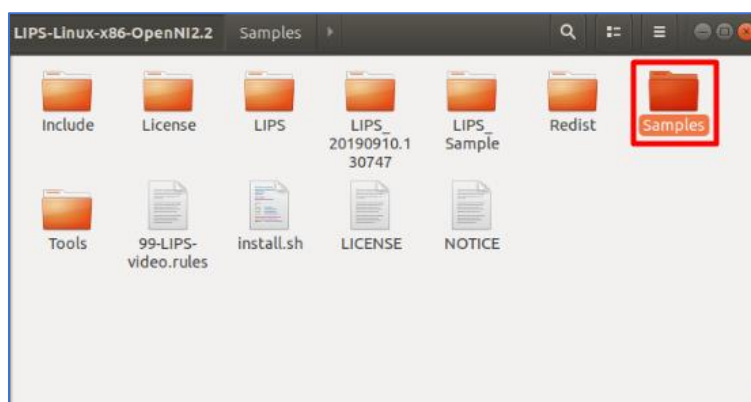 LIPS-Linux-x86-OpenNI2.2 Samples
Include License LIPS LIPS_ LIPS_ Redist Samples
20190910.1 Sample
30747
Tools 99-LIPS- install.sh LICENSE NOTICE
video.rules